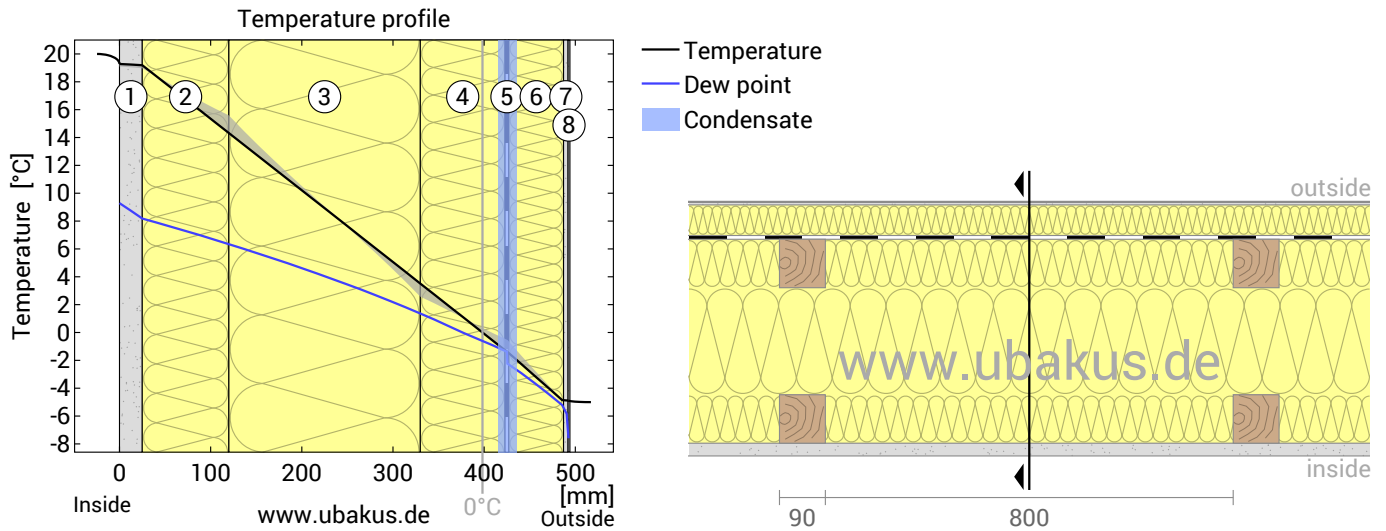 Temperature profile
Temperature [°C]
20
18
16
14
12
10
8
6
4
2
0
-2
-4
-6
-8
1
2
3
4
5
6
7
8
0
100
200
300
400
500
[mm]
0°C
Inside
www.ubakus.de
Outside
Temperature
Dew point
Condensate
outside
www.ubakus.de
inside
90
800